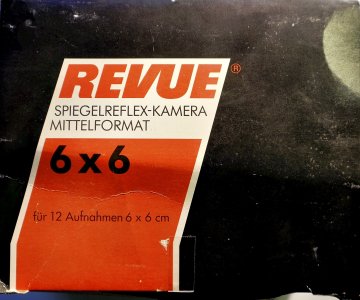 REVUE®
SPIEGELREFLEX-KAMERA
MITTELFORMAT
6 x 6
für 12 Aufnahmen 6 x 6 cm